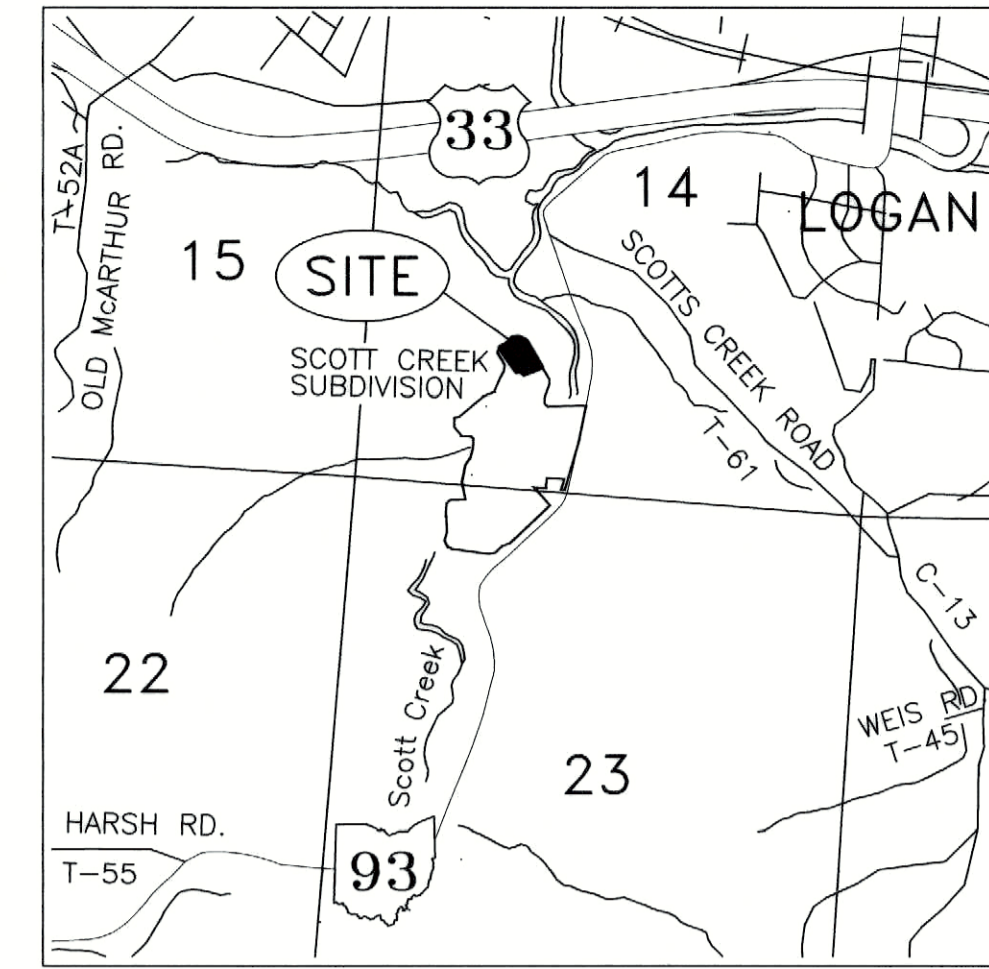 33
T-52A
OLD McARTHUR RD.
14
LOGAN
15
SITE
SCOTTS CREEK ROAD
SCOTT CREEK
SUBDIVISION
T-61
C-13
22
Scott Creek
WEIS RD
T-45
23
HARSH RD.
T-55
93